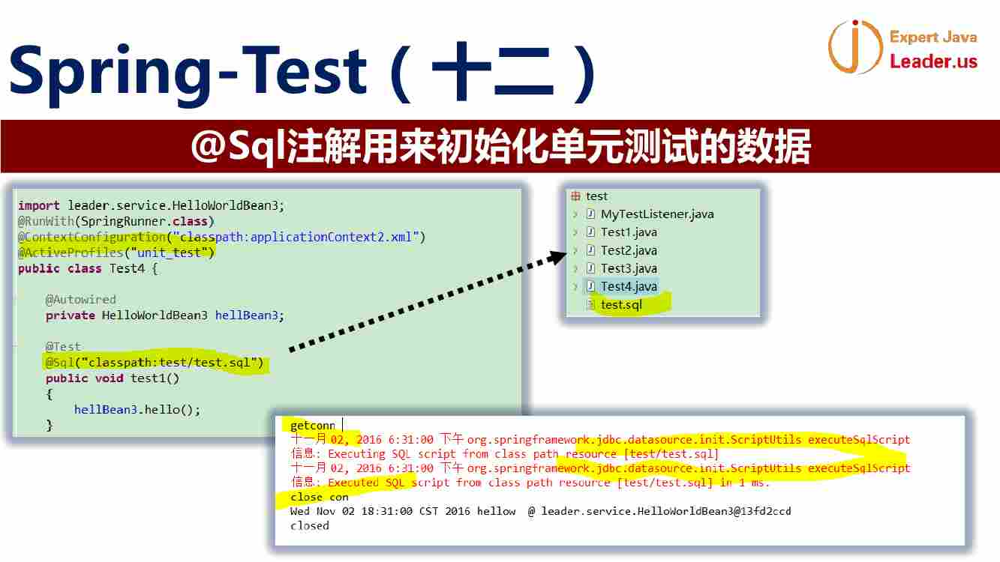 Spring-Test（十二）
Expert Java
Leader.us
@Sql注解用来初始化单元测试的数据
import leader.service.HelloWorldBean3;
@RunWith(SpringRunner.class)
@ContextConfiguration("classpath:applicationContext2.xml")
@ActiveProfiles("unit_test")
public class Test4 {
@Autowired
private HelloWorldBean3 hellBean3;
@Test
@Sql("classpath:test/test.sql")
public void test1()
{
hellBean3.hello();
}
test
MyTestListener.java
Test1.java
Test2.java
Test3.java
Test4.java
test.sql
getconn
十一月 02, 2016 6:31:00 下午 org.springframework.jdbc.datasource.init.ScriptUtils executeSqlScript
信息: Executing SQL script from class path resource [test/test.sql]
十一月 02, 2016 6:31:00 下午 org.springframework.jdbc.datasource.init.ScriptUtils executeSqlScript
信息: Executed SQL script from class path resource [test/test.sql] in 1 ms.
close con
Wed Nov 02 18:31:00 CST 2016 hellow  @ leader.service.HelloWorldBean3@13fd2ccd
closed